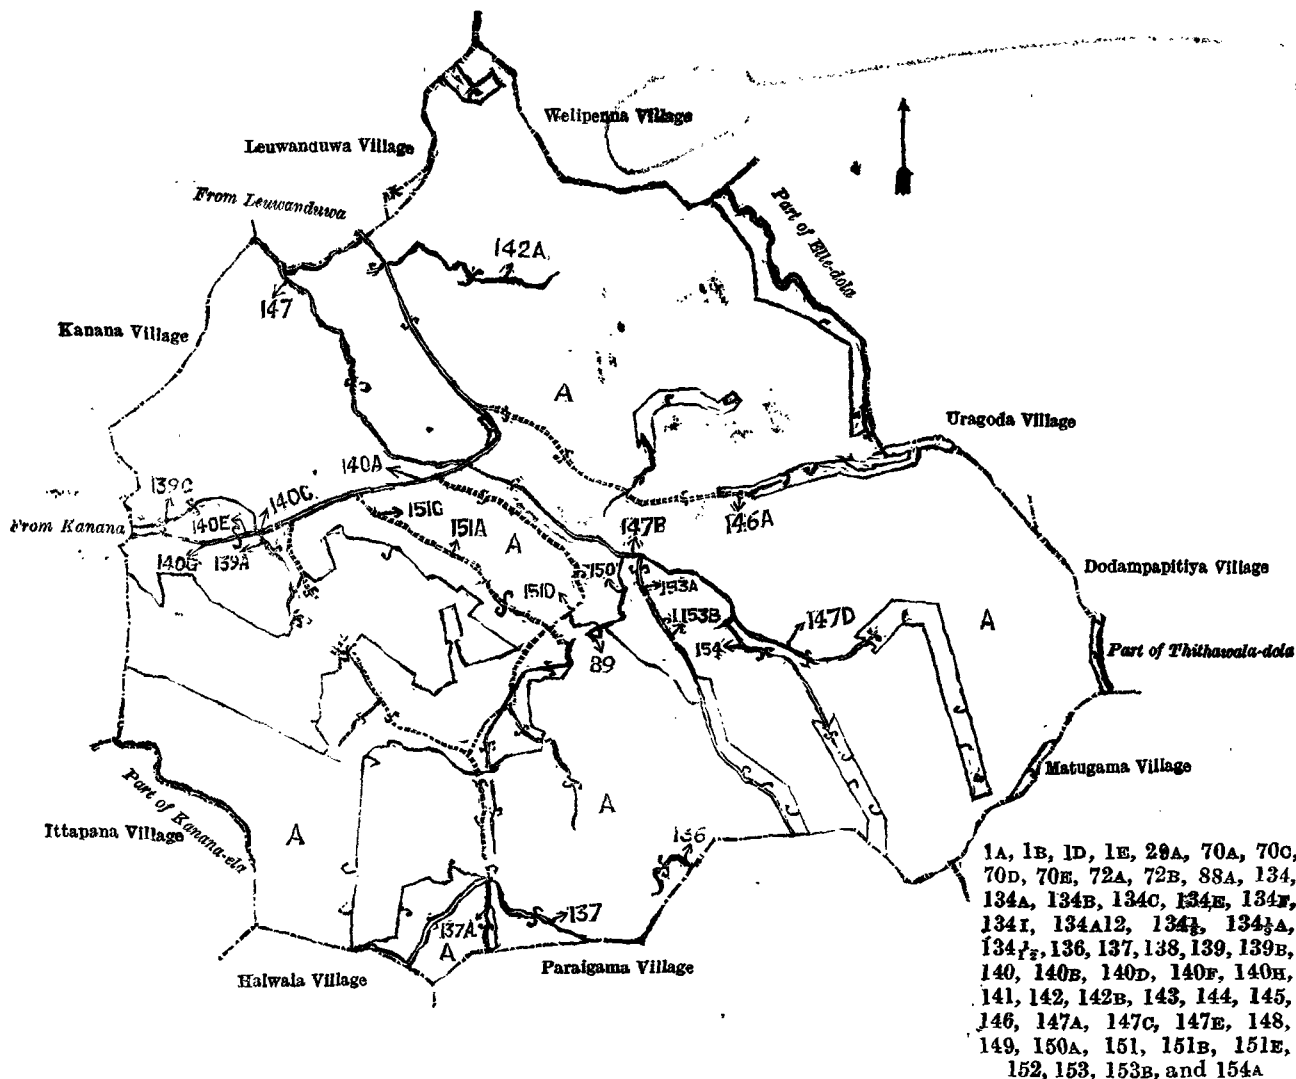 Welipenna Village
Leuwanduwa Village
From Leuwanduwa
Part of Elle-dola
142A
147
Kanana Village
A
Uragoda Village
140A
139C
140C
151C
From Kanana
140E
151A
A
147B
146A
140G
139A
150
151D
153A
Dodampapitiya Village
153B
147D
A
154
89
Part of Thithawala-dola
Matugama Village
Part of Kanana-ela
Ittapana Village
A
A
136
137
137A
A
Halwala Village
Paraigama Village
1A, 1B, 1D, 1E, 29A, 70A, 70C,
70D, 70E, 72A, 72B, 88A, 134,
134A, 134B, 134C, 134E, 134F,
134I, 134A12,
136, 137, 138, 139, 139B,
140, 140B, 140D, 140F, 140H,
141, 142, 142B, 143, 144, 145,
146, 147A, 147C, 147E, 148,
149, 150A, 151, 151B, 151E,
152, 153, 153B, and 154A